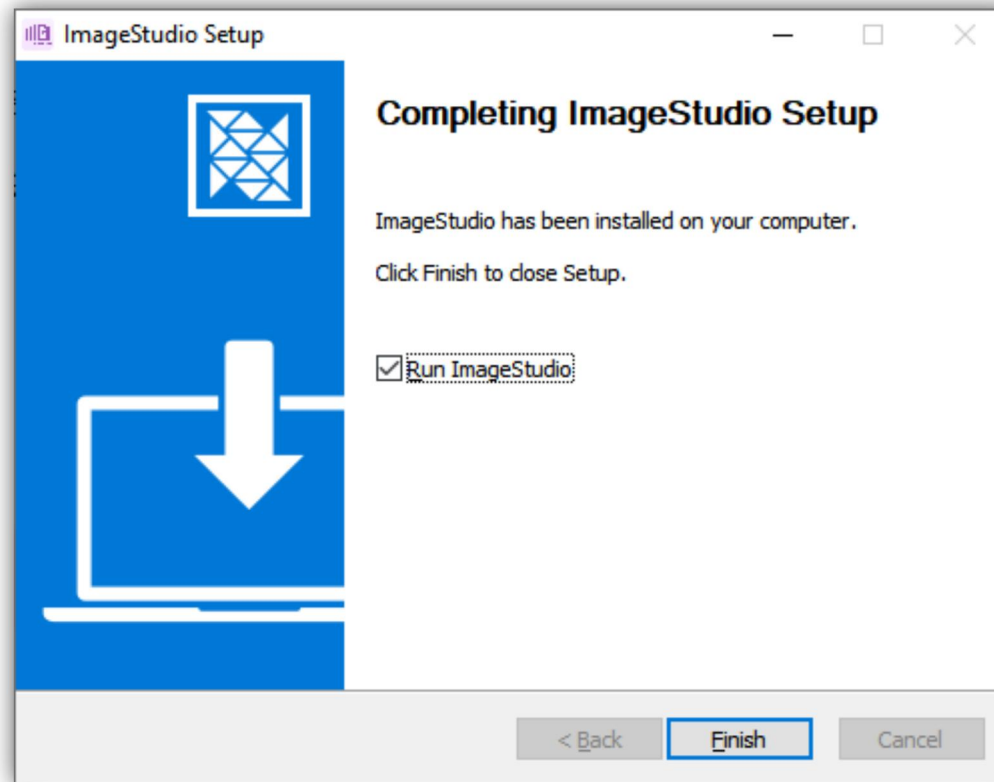 ImageStudio Setup
Completing ImageStudio Setup
ImageStudio has been installed on your computer.
Click Finish to close Setup.
Run ImageStudio
< Back
Finish
Cancel